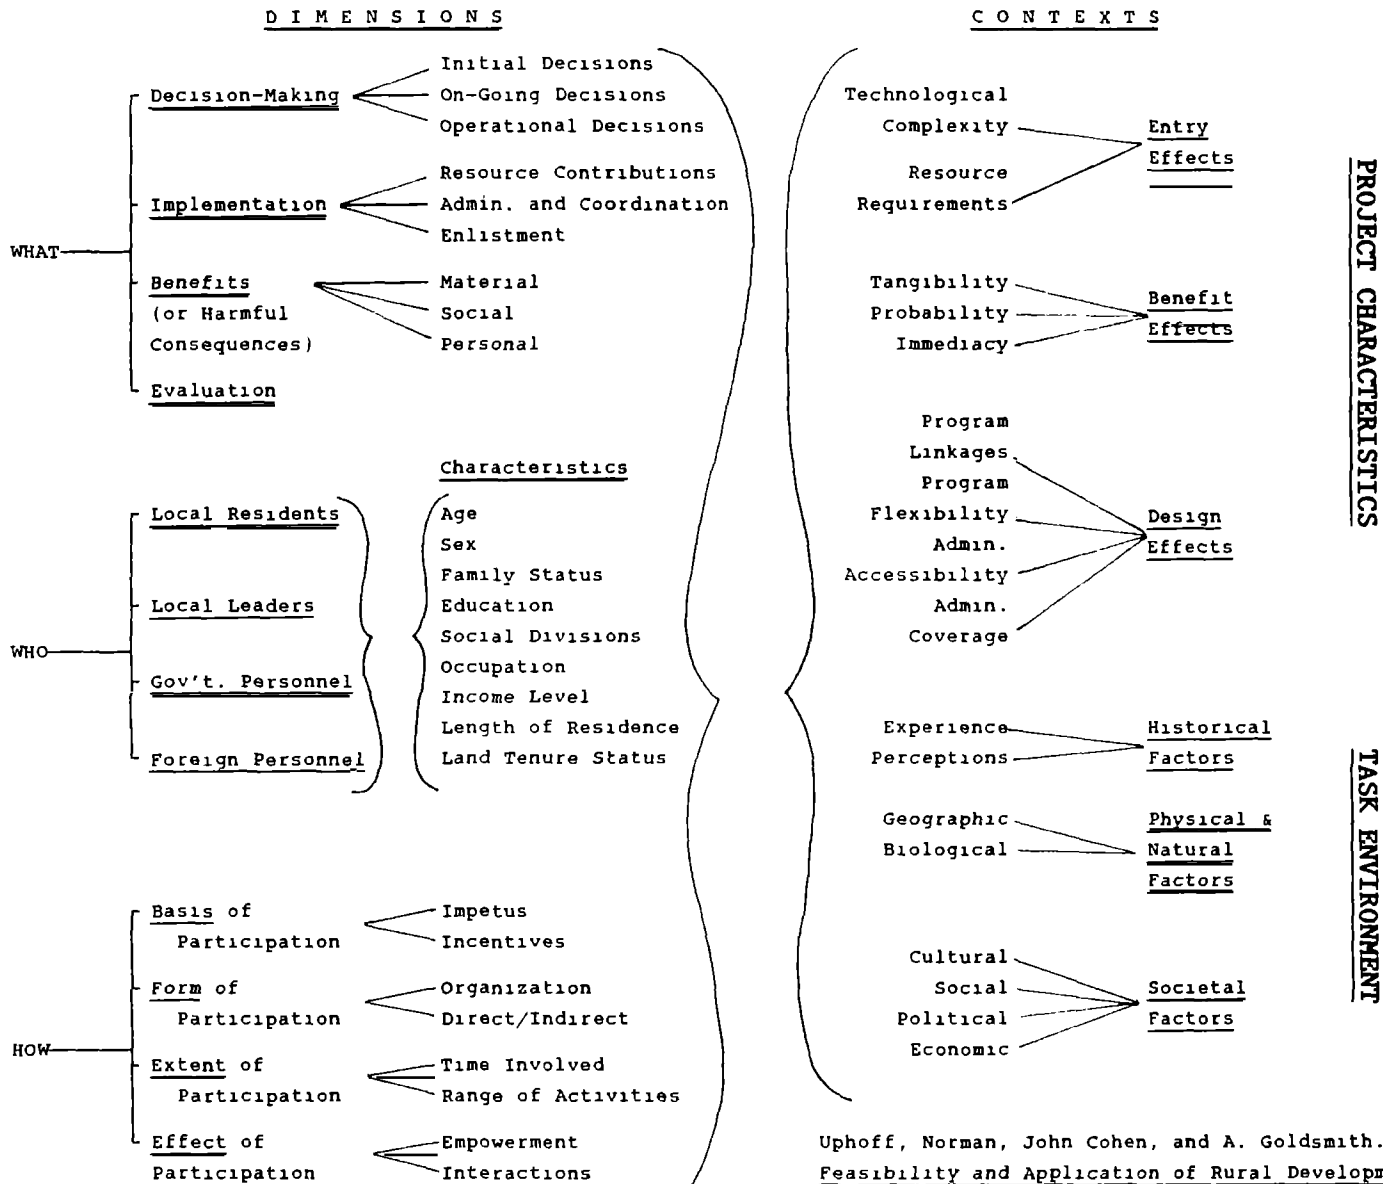 D I M E N S I O N S
C O N T E X T S
WHAT
Decision-Making
Initial Decisions
On-Going Decisions
Operational Decisions
Implementation
Resource Contributions
Admin. and Coordination
Enlistment
Benefits
(or Harmful
Consequences)
Material
Social
Personal
Evaluation
WHO
Local Residents
Local Leaders
Gov't. Personnel
Foreign Personnel
Characteristics
Age
Sex
Family Status
Education
Social Divisions
Occupation
Income Level
Length of Residence
Land Tenure Status
HOW
Basis of
Participation
Impetus
Incentives
Form of
Participation
Organization
Direct/Indirect
Extent of
Participation
Time Involved
Range of Activities
Effect of
Participation
Empowerment
Interactions
Technological
Complexity
Resource
Requirements
Entry
Effects
Tangibility
Probability
Immediacy
Benefit
Effects
Program
Linkages
Program
Flexibility
Admin.
Accessibility
Admin.
Coverage
Design
Effects
PROJECT CHARACTERISTICS
Experience
Perceptions
Historical
Factors
Geographic
Biological
Physical &
Natural
Factors
Cultural
Social
Political
Economic
Societal
Factors
TASK ENVIRONMENT
Uphoff, Norman, John Cohen, and A. Goldsmith.
Feasibility and Application of Rural Developm